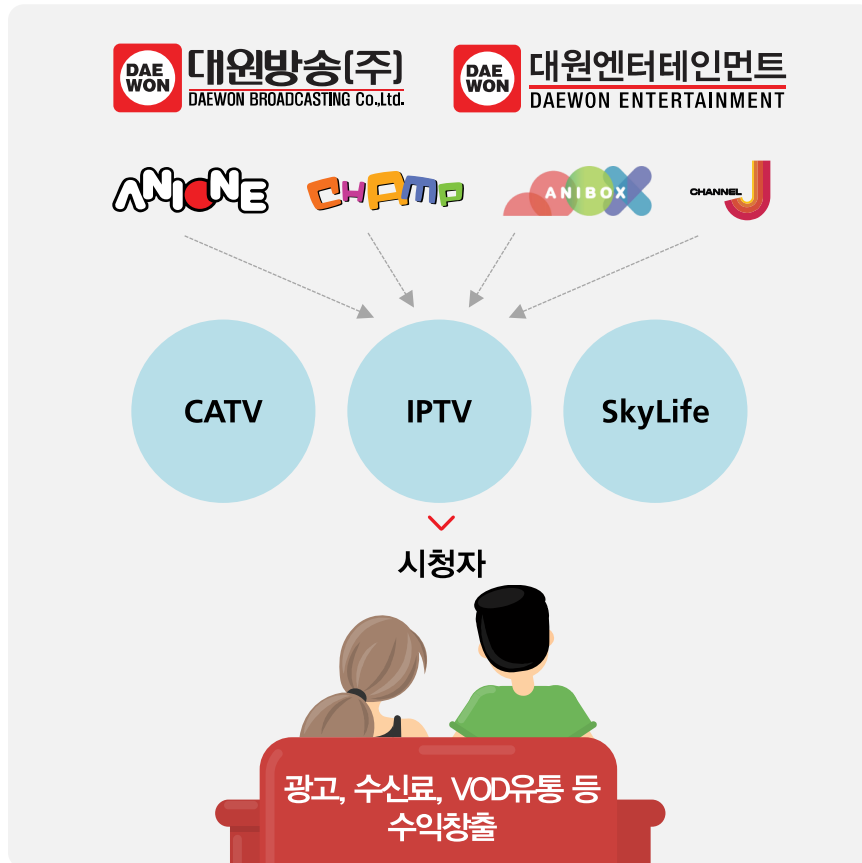 DAE WON 대원방송(주)
DAEWON BROADCASTING Co.,Ltd.
DAE WON 대원엔터테인먼트
DAEWON ENTERTAINMENT
ANIONE
CHAMP
ANIBOX
CHANNEL J
CATV
IPTV
SkyLife
시청자
광고, 수신료, VOD유통 등
수익창출